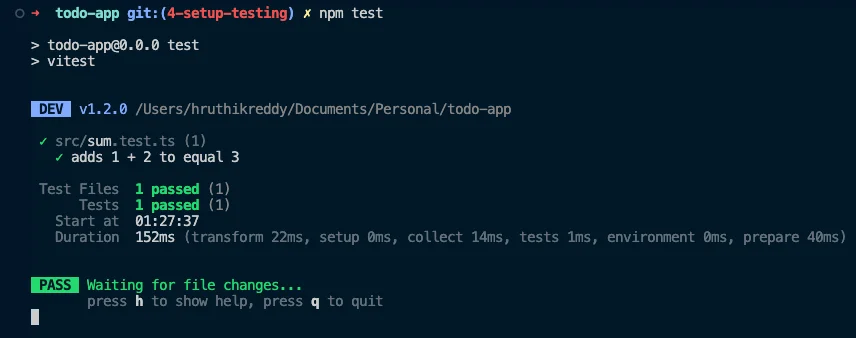 ➜ todo-app git:(4-setup-testing) ✗ npm test
> todo-app@0.0.0 test
> vitest
DEV v1.2.0 /Users/hruthikreddy/Documents/Personal/todo-app
✓ src/sum.test.ts (1)
✓ adds 1 + 2 to equal 3
Test Files 1 passed (1)
Tests 1 passed (1)
Start at 01:27:37
Duration 152ms (transform 22ms, setup 0ms, collect 14ms, tests 1ms, environment 0ms, prepare 40ms)
PASS Waiting for file changes...
press h to show help, press q to quit